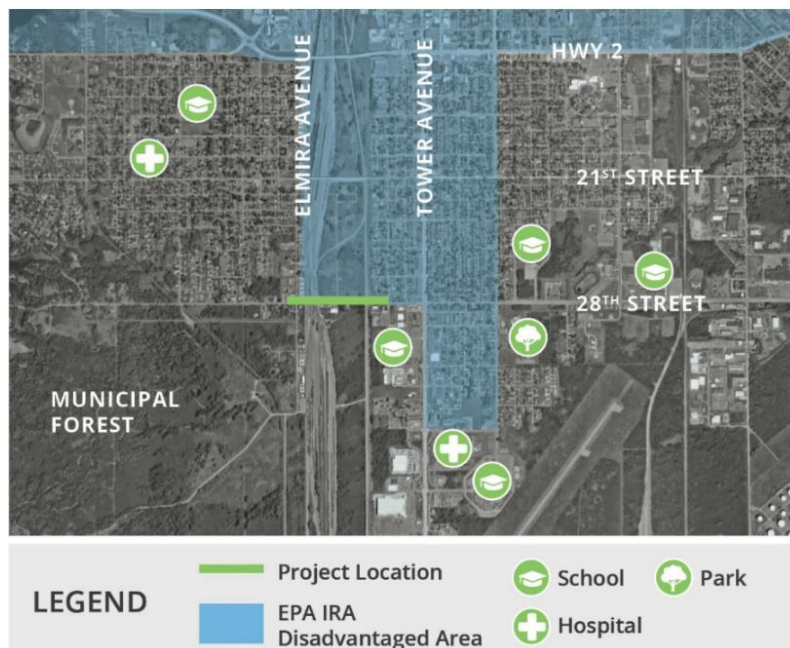 HWY 2
ELMIRA AVENUE
TOWER AVENUE
21ST STREET
28TH STREET
MUNICIPAL
FOREST
LEGEND
Project Location
EPA IRA
Disadvantaged Area
School
Park
Hospital